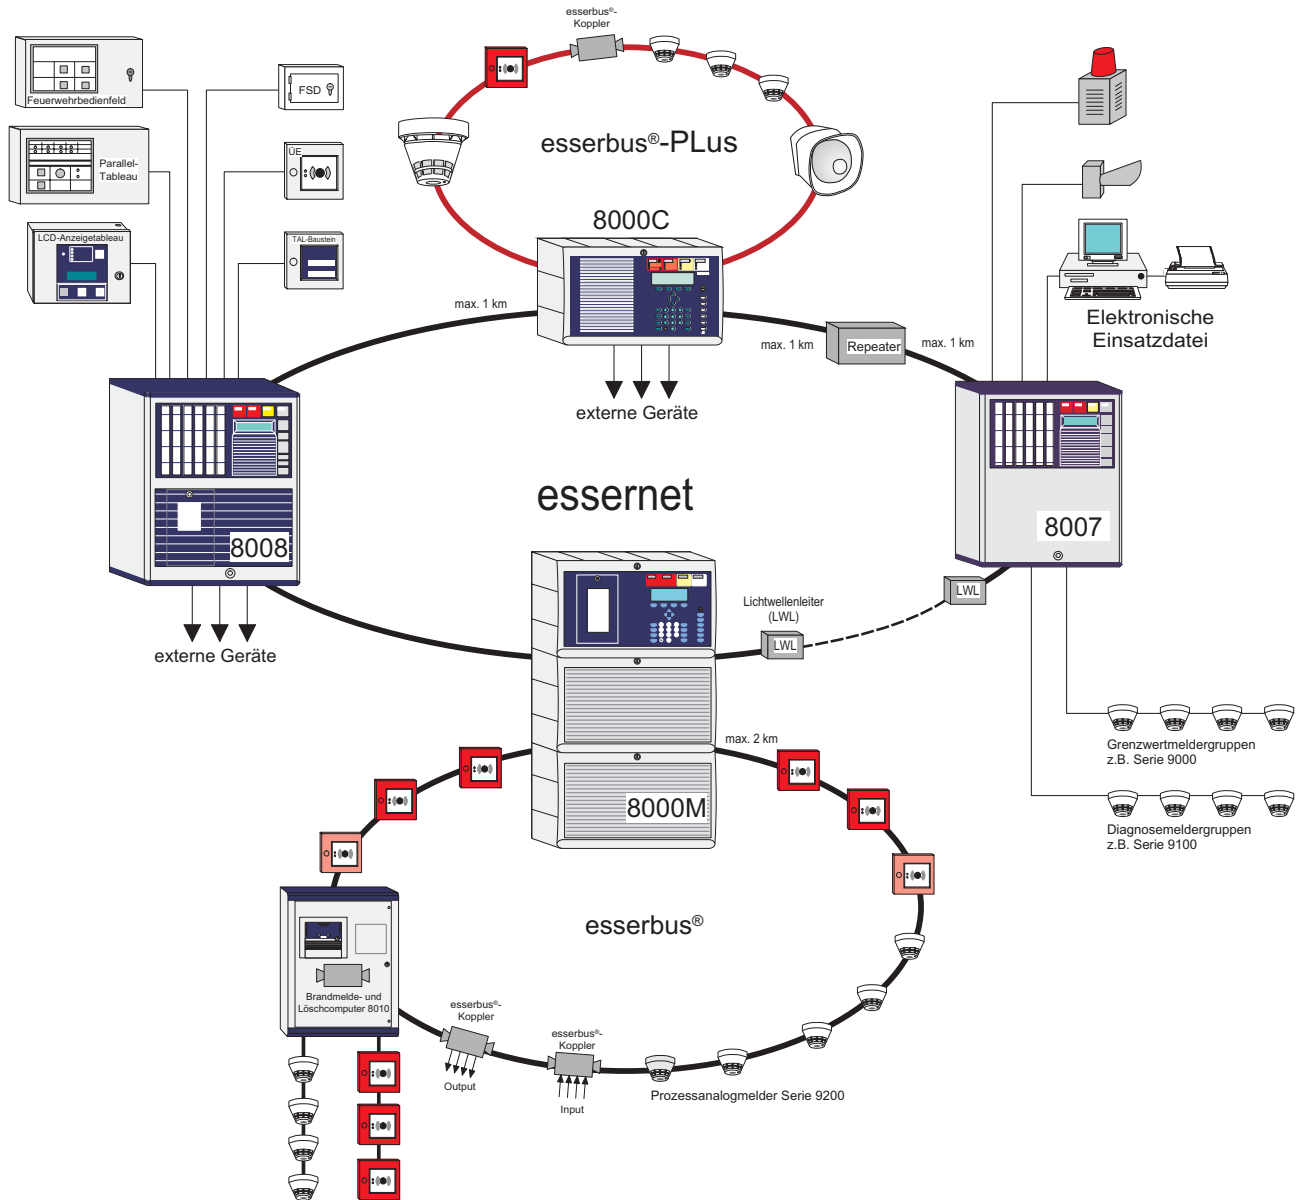 esserbus®-
Koppler
Feuerwehrbedienfeld
FSD
Parallel-
Tableau
ÜE
LCD-Anzeigetableau
TAL-Baustein
esserbus®-PLus
8000C
max. 1 km
max. 1 km
Repeater
max. 1 km
Elektronische
Einsatzdatei
externe Geräte
essernet
8008
8007
externe Geräte
Lichtwellenleiter
(LWL)
LWL
LWL
Grenzwertmeldergruppen
z.B. Serie 9000
Diagnosemeldergruppen
z.B. Serie 9100
max. 2 km
8000M
esserbus®
Brandmelde- und
Löschcomputer 8010
esserbus®-
Koppler
Output
esserbus®-
Koppler
Input
Prozessanalogmelder Serie 9200